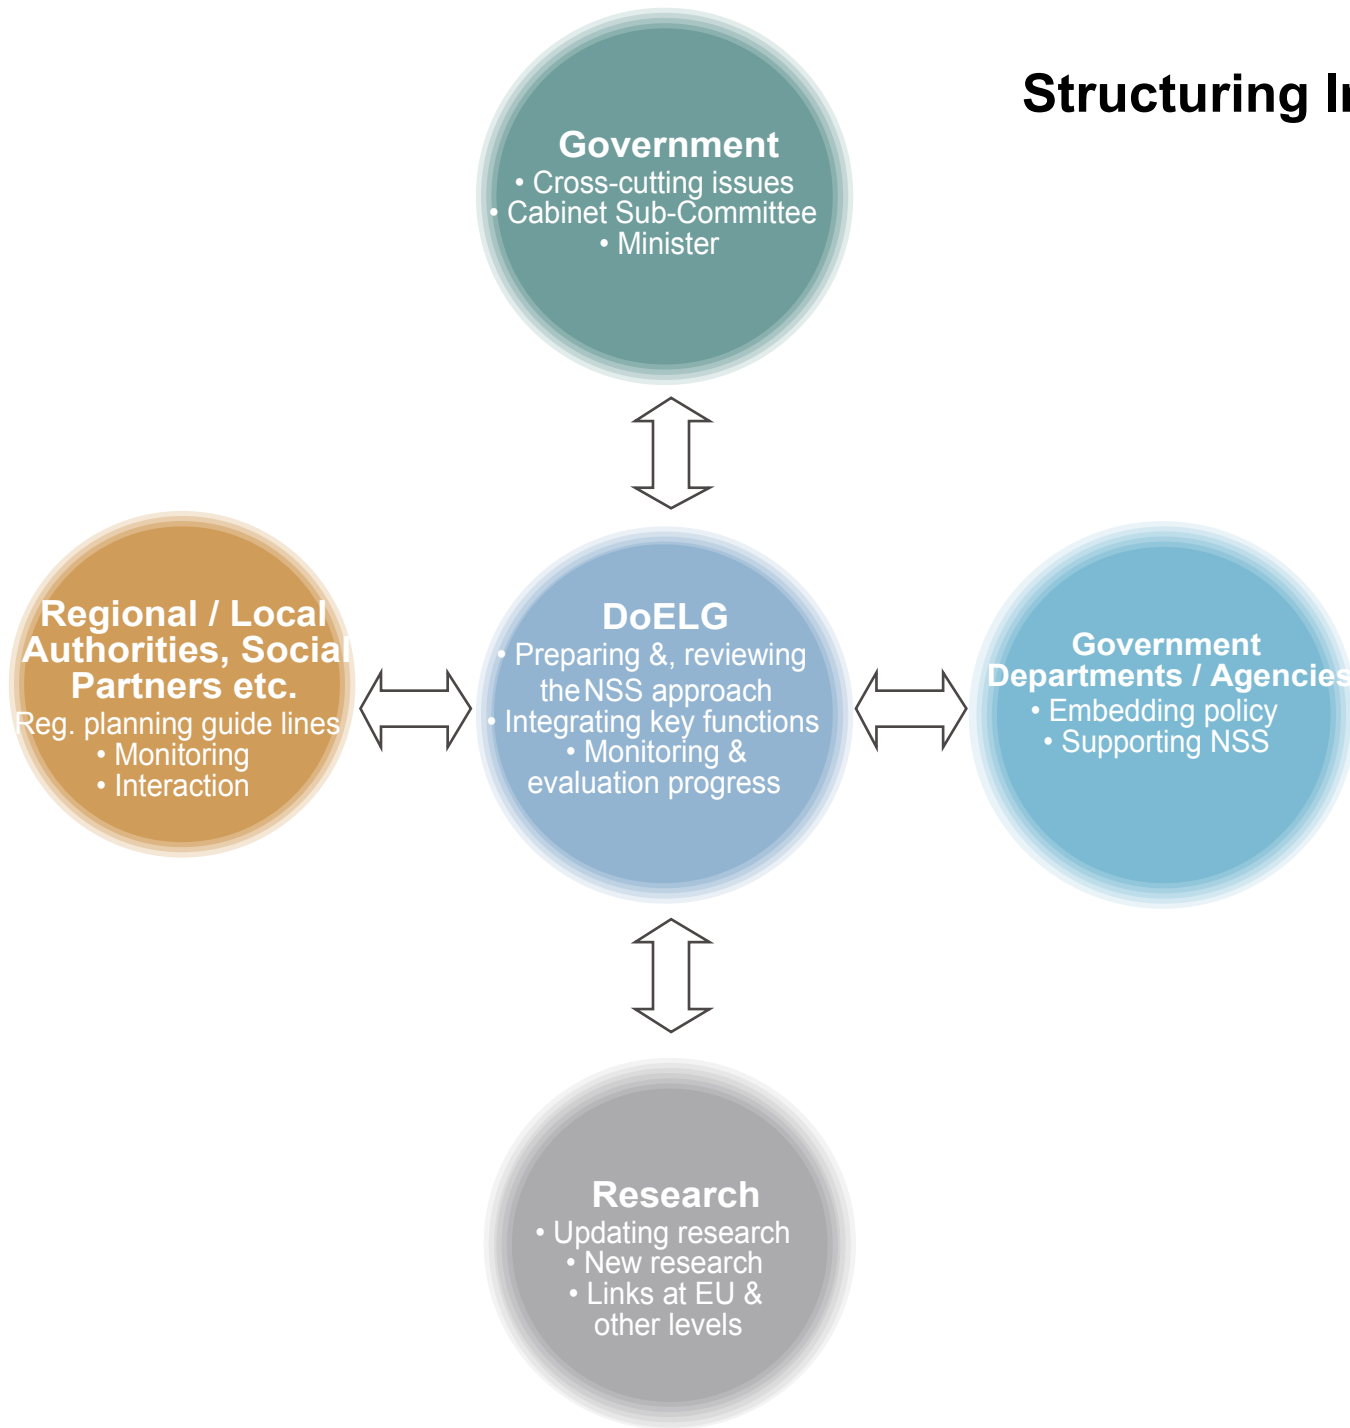 Structuring
Government
• Cross-cutting issues
• Cabinet Sub-Committee
• Minister
Regional / Local
Authorities, Social
Partners etc.
Reg. planning guide lines
• Monitoring
• Interaction
DoELG
• Preparing &, reviewing
the NSS approach
• Integrating key functions
• Monitoring &
evaluation progress
Government
Departments / Agencies
• Embedding policy
• Supporting NSS
Research
• Updating research
• New research
• Links at EU &
other levels